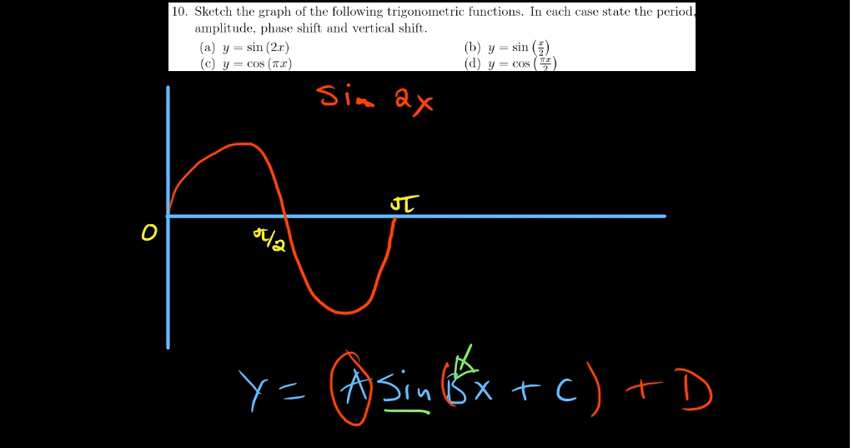 10. Sketch the graph of the following trigonometric functions. In each case state the period,
amplitude, phase shift and vertical shift.
(a) y = sin (2x) (b) y = sin (x/2)
(c) y = cos (πx) (d) y = cos (πx/2)
Sin 2x
π
0
π/2
Y = A Sin (Bx + C) + D